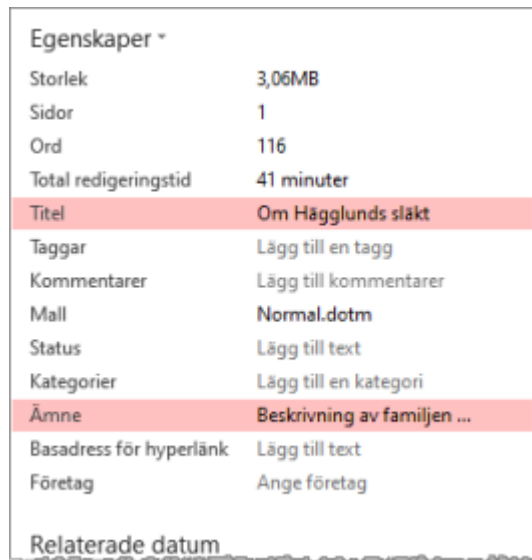 Egenskaper
Storlek 3,06MB
Sidor 1
Ord 116
Total redigeringstid 41 minuter
Titel Om Hägglunds släkt
Taggar Lägg till en tagg
Kommentarer Lägg till kommentarer
Mall Normal.dotm
Status Lägg till text
Kategorier Lägg till en kategori
Ämne Beskrivning av familjen ...
Basadress för hyperlänk Lägg till text
Företag Ange företag
Relaterade datum